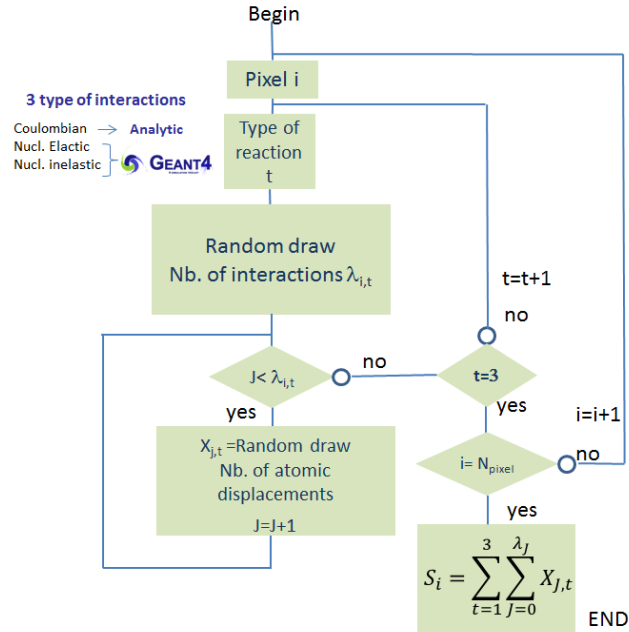 Begin
Pixel i
3 type of interactions
Coulombian → Analytic
Nucl. Elactic
Nucl. inelastic
GEANT4
Type of
reaction
t
Random draw
Nb. of interactions λi,t
t=t+1
no
J< λi,t
no
t=3
yes
yes
i=i+1
Xj,t =Random draw
Nb. of atomic
displacements
J=J+1
i= Npixel
no
yes
Si = ∑_{t=1}^{3} ∑_{J=0}^{λJ} XJ,t
END